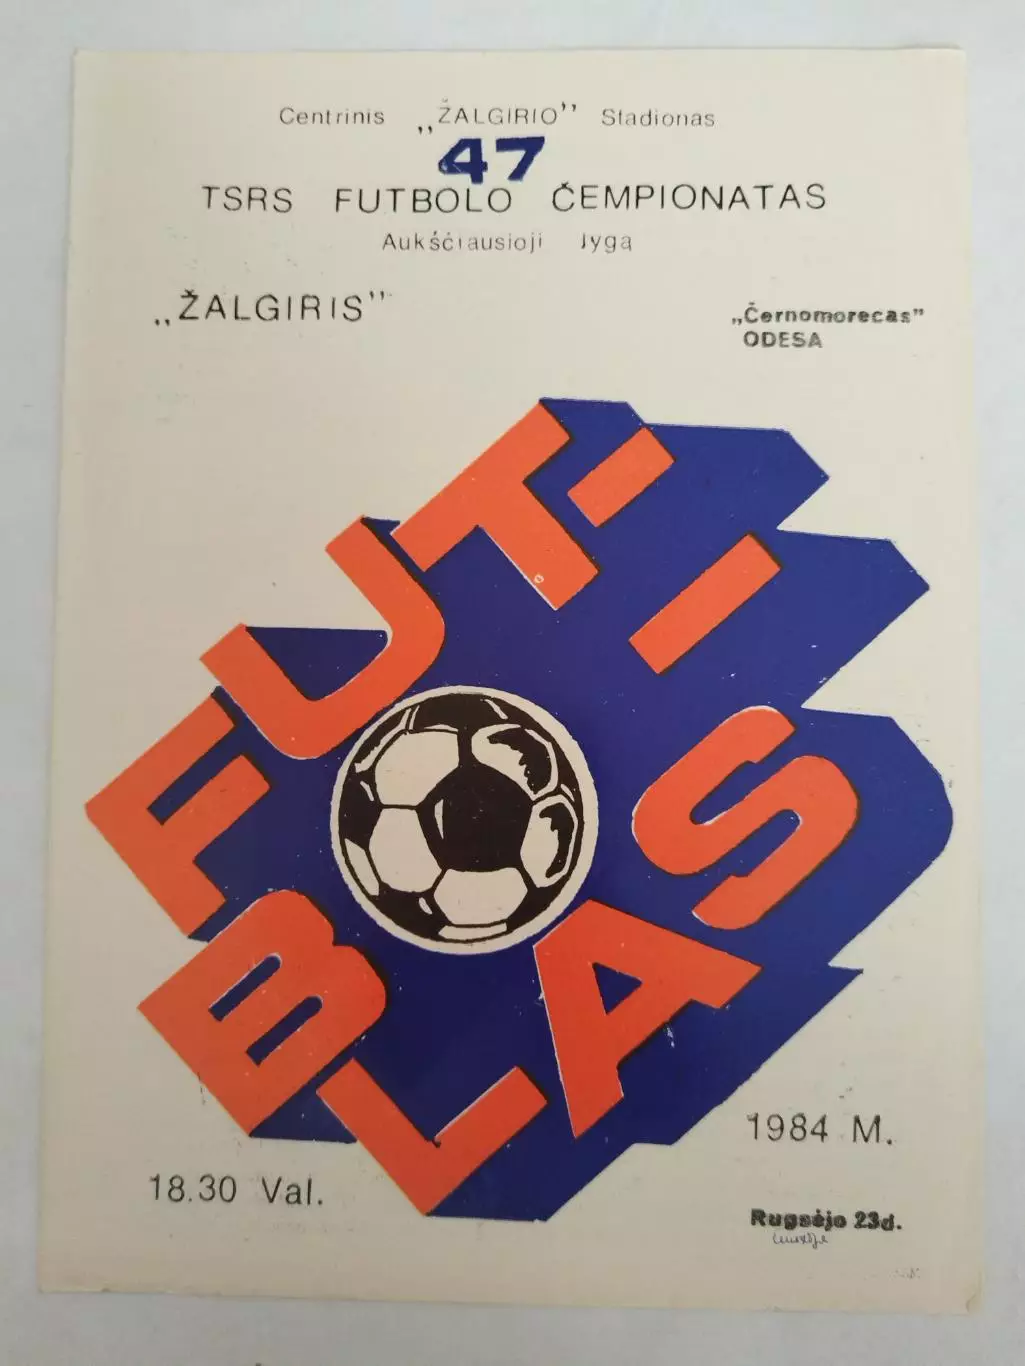 Centrinis „ŽALGIRIO” Stadionas
47
TSRS FUTBOLO ČEMPIONATAS
Aukščiausioji lyga
„ŽALGIRIS”
„Černomorecas”
ODESA
FUT-
BO
LAS
1984 M.
18.30 Val.
Rugsėjo 23d.